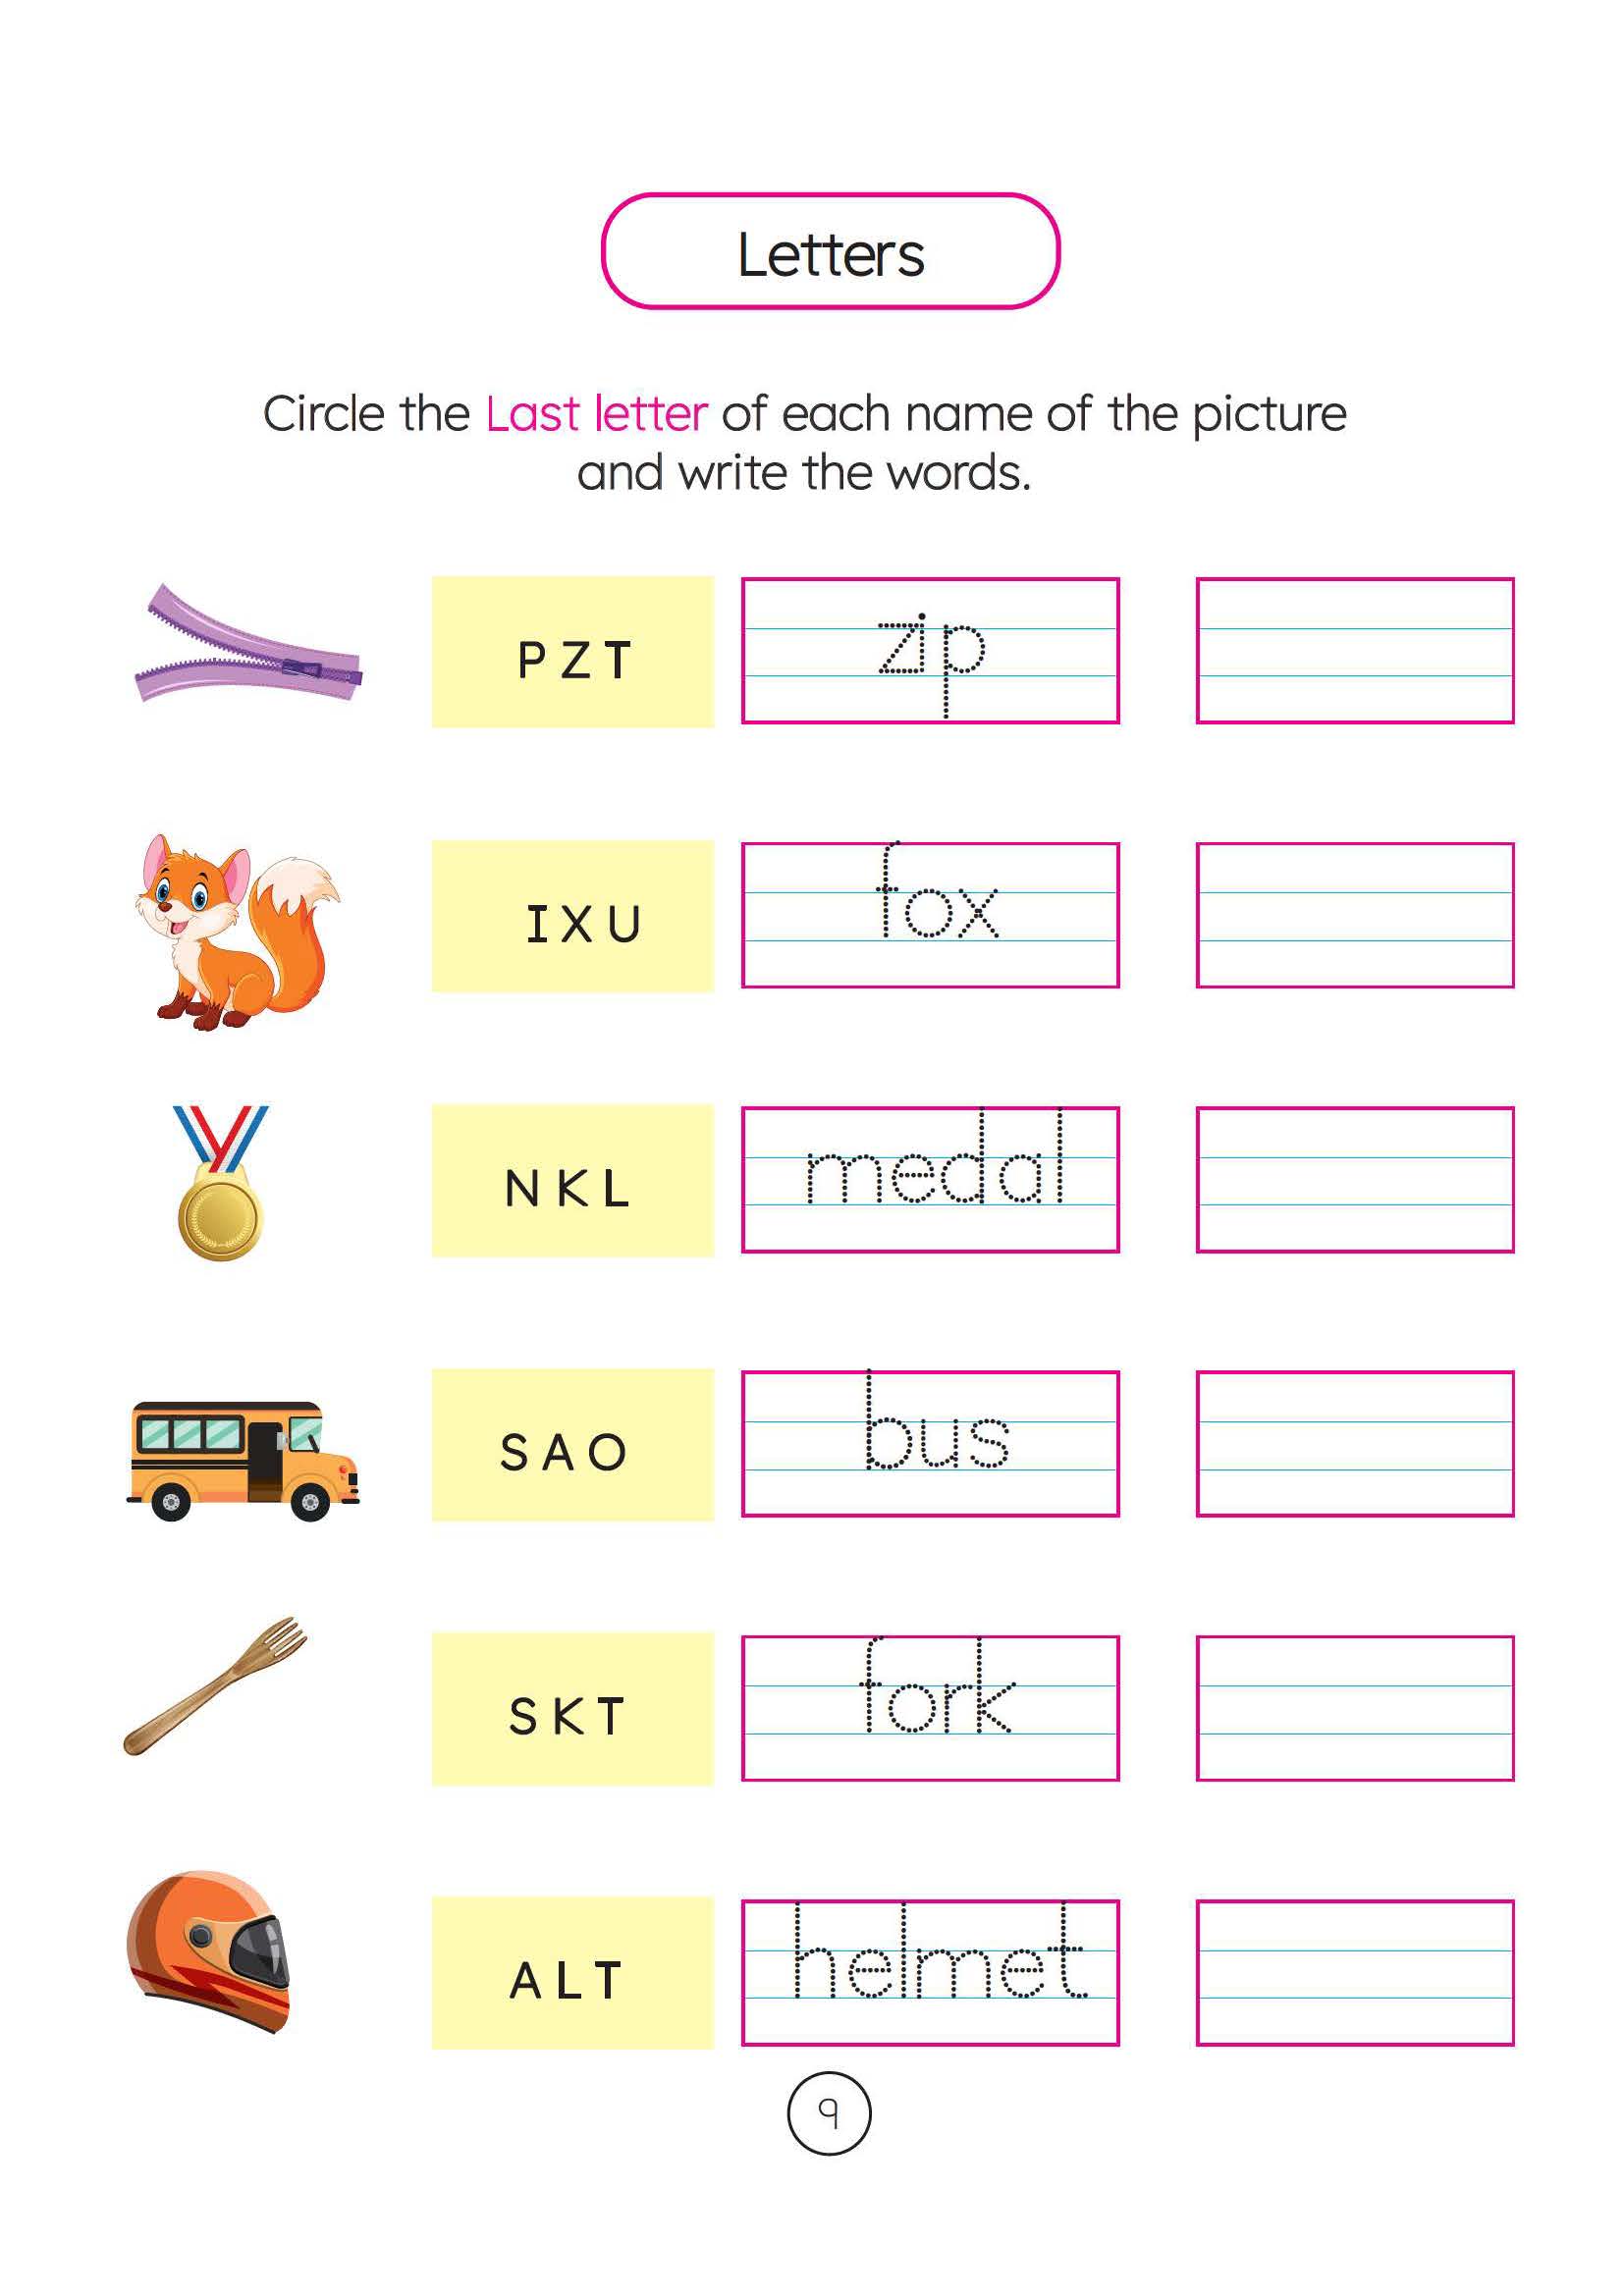 Letters
Circle the Last letter of each name of the picture
and write the words.
P Z T zip
I X U fox
N K L medal
S A O bus
S K T fork
A L T helmet
9